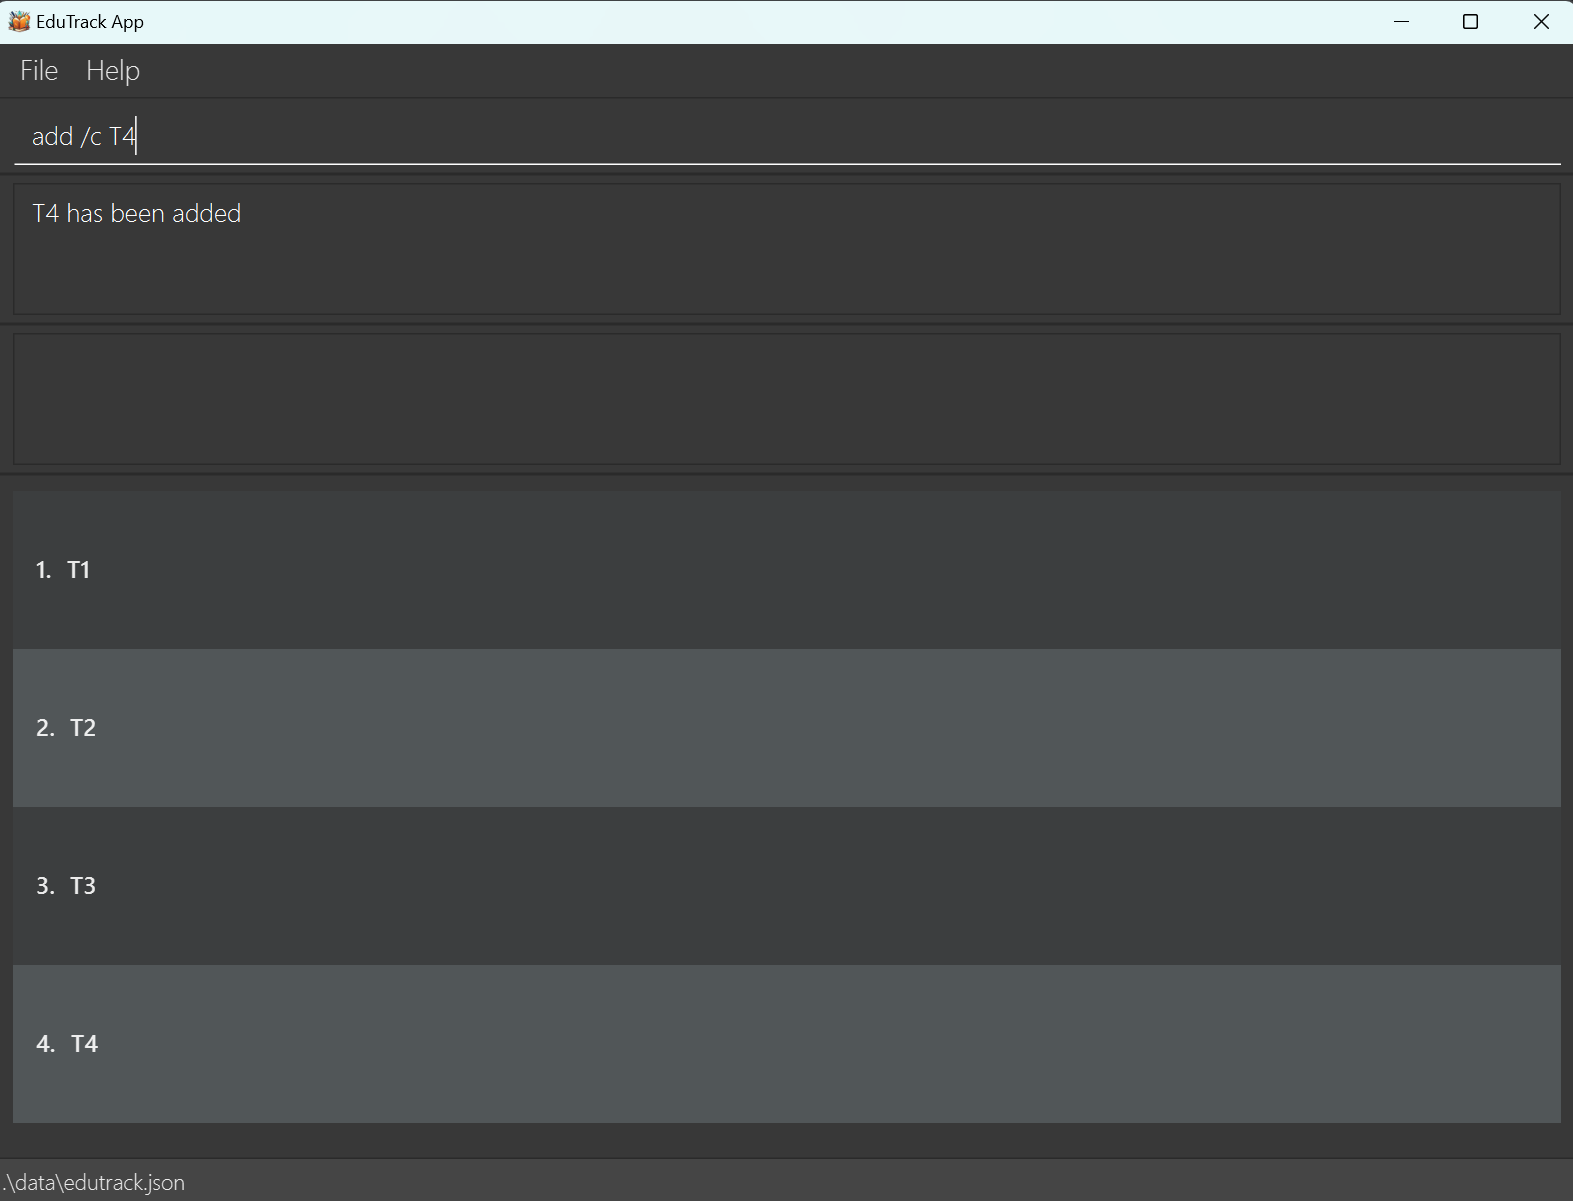 EduTrack App
File Help
add /c T4
T4 has been added
1. T1
2. T2
3. T3
4. T4
.\data\edutrack.json